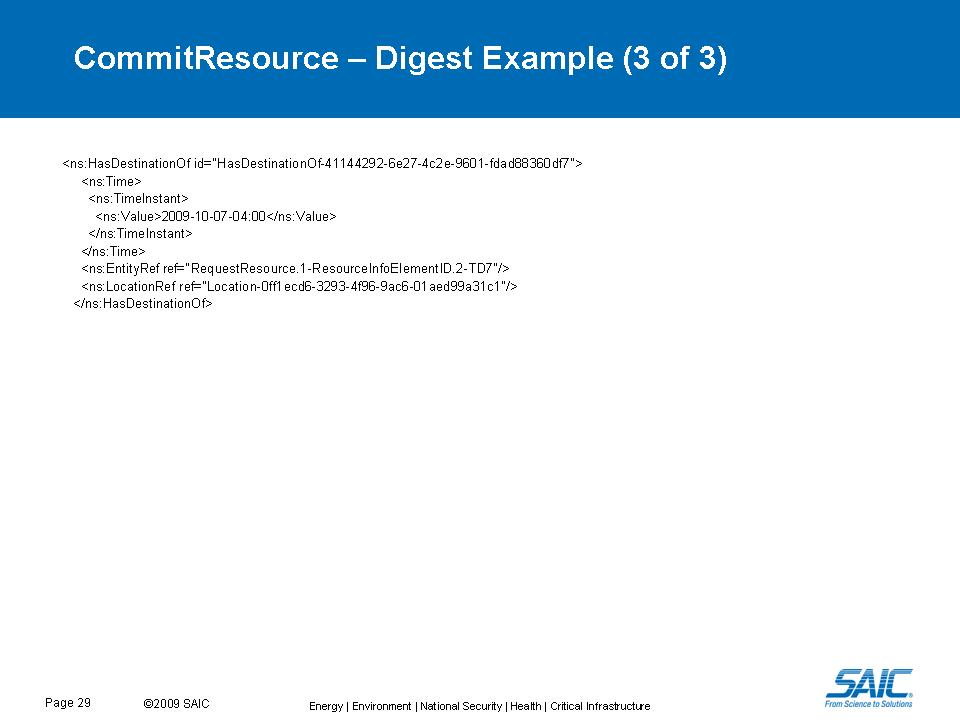 CommitResource – Digest Example (3 of 3)
<ns:HasDestinationOf id="HasDestinationOf-41144292-6e27-4c2e-9601-fdad88360df7">
<ns:Time>
<ns:TimeInstant>
<ns:Value>2009-10-07-04:00</ns:Value>
</ns:TimeInstant>
</ns:Time>
<ns:EntityRef ref="RequestResource.1-ResourceInfoElementID.2-TD7"/>
<ns:LocationRef ref="Location-0ff1ecd6-3293-4f96-9ac6-01aed99a31c1"/>
</ns:HasDestinationOf>
SAIC
From Science to Solutions
Page 29 ©2009 SAIC Energy | Environment | National Security | Health | Critical Infrastructure